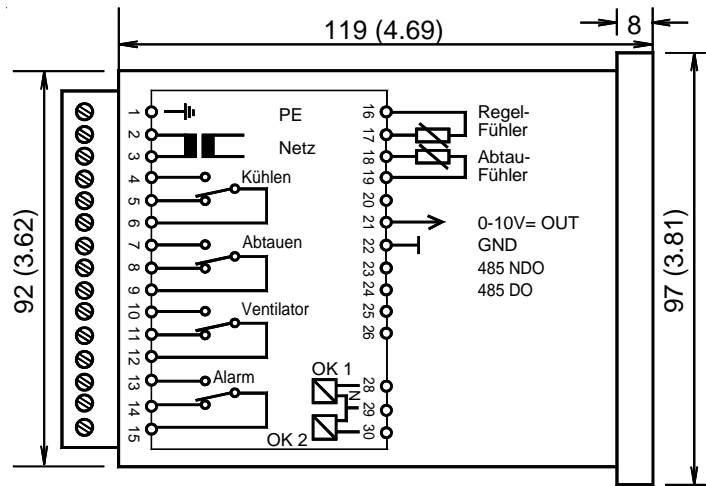 119 (4.69)
8
92 (3.62)
97 (3.81)
1
PE
2
3
Netz
4
5
6
Kühlen
7
8
9
Abtauen
10
11
12
Ventilator
13
14
15
Alarm
16
17
Regel-
Fühler
18
19
Abtau-
Fühler
20
21
0-10V= OUT
22
GND
23
485 NDO
24
485 DO
25
26
OK 1
28
N
29
30
OK 2